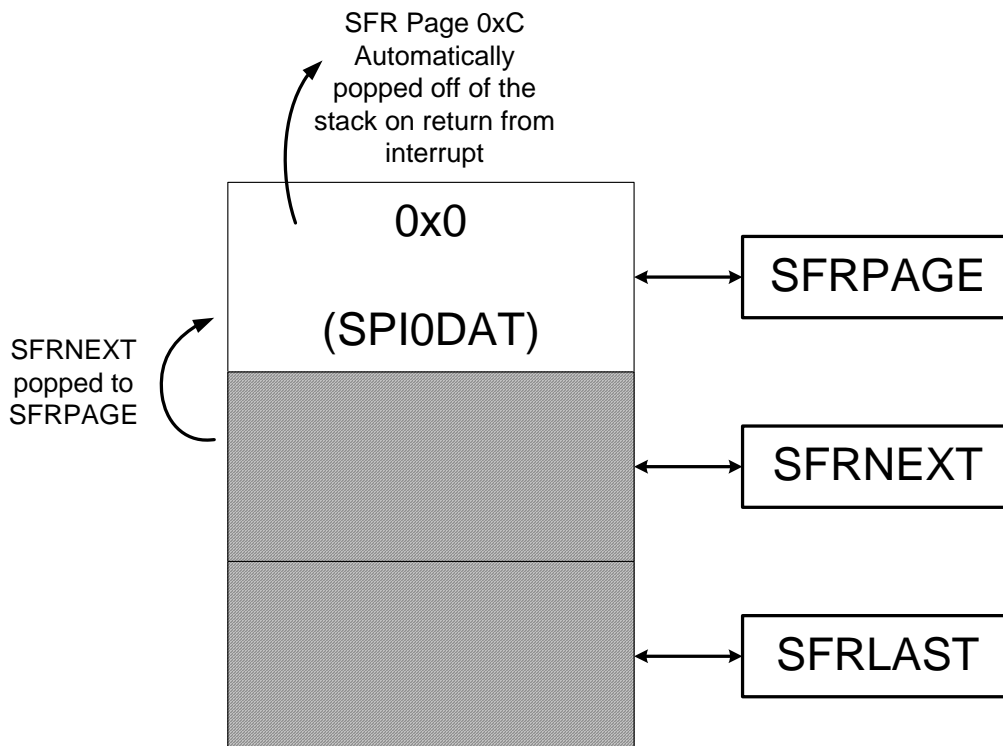 SFR Page 0xC
Automatically
popped off of the
stack on return from
interrupt
0x0
SFRPAGE
(SPI0DAT)
SFRNEXT
popped to
SFRPAGE
SFRNEXT
SFRLAST